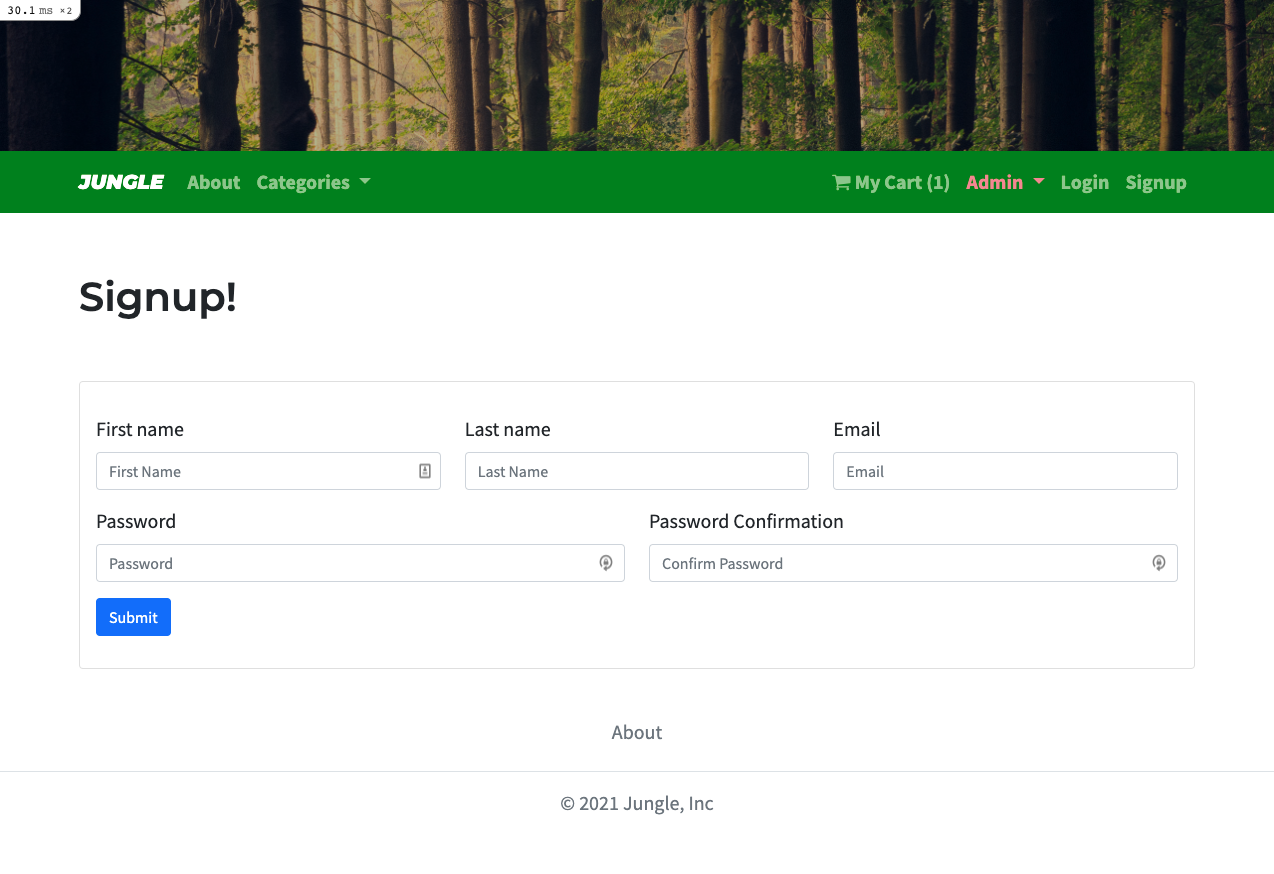 30.1 ms ×2
JUNGLE About Categories My Cart (1) Admin Login Signup
Signup!
First name Last name Email
First Name Last Name Email
Password Password Confirmation
Password Confirm Password
Submit
About
© 2021 Jungle, Inc